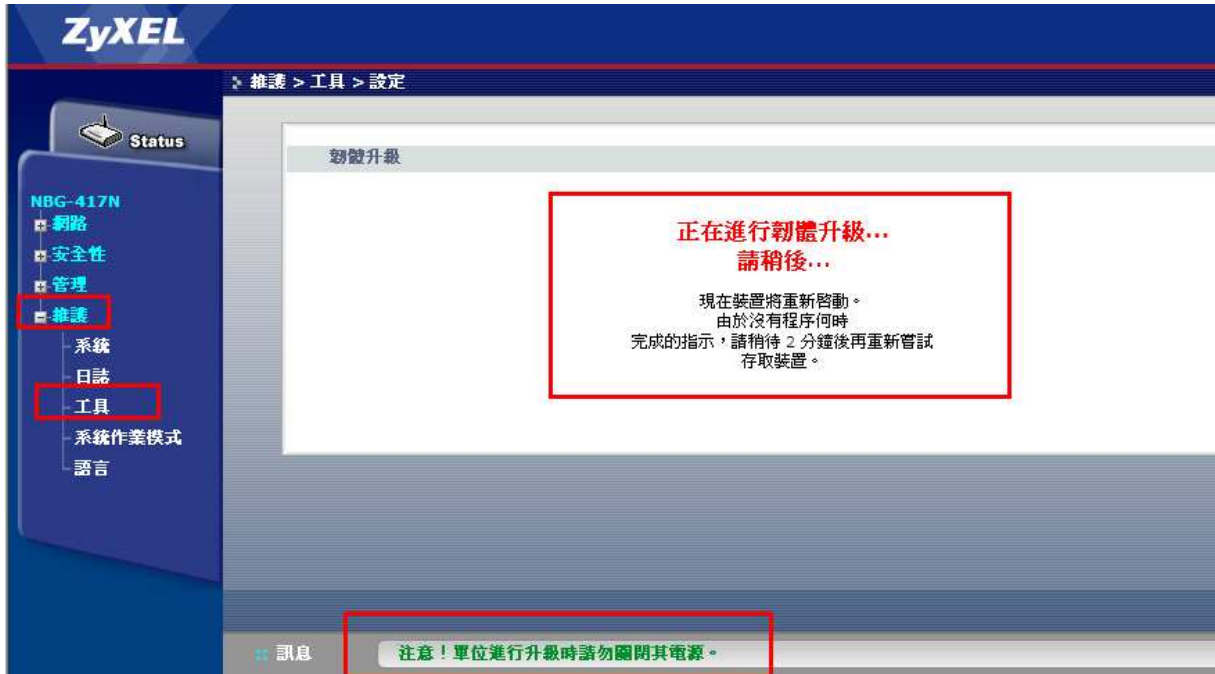 ZyXEL
維護 > 工具 > 設定
Status
韌體升級
NBG-417N
網路
安全性
管理
維護
系統
日誌
工具
系統作業模式
語言
正在進行韌體升級...
請稍後...
現在裝置將重新啓動。
由於沒有程序何時
完成的指示，請稍待 2 分鐘後再重新嘗試
存取裝置。
訊息
注意！單位進行升級時請勿關閉其電源。